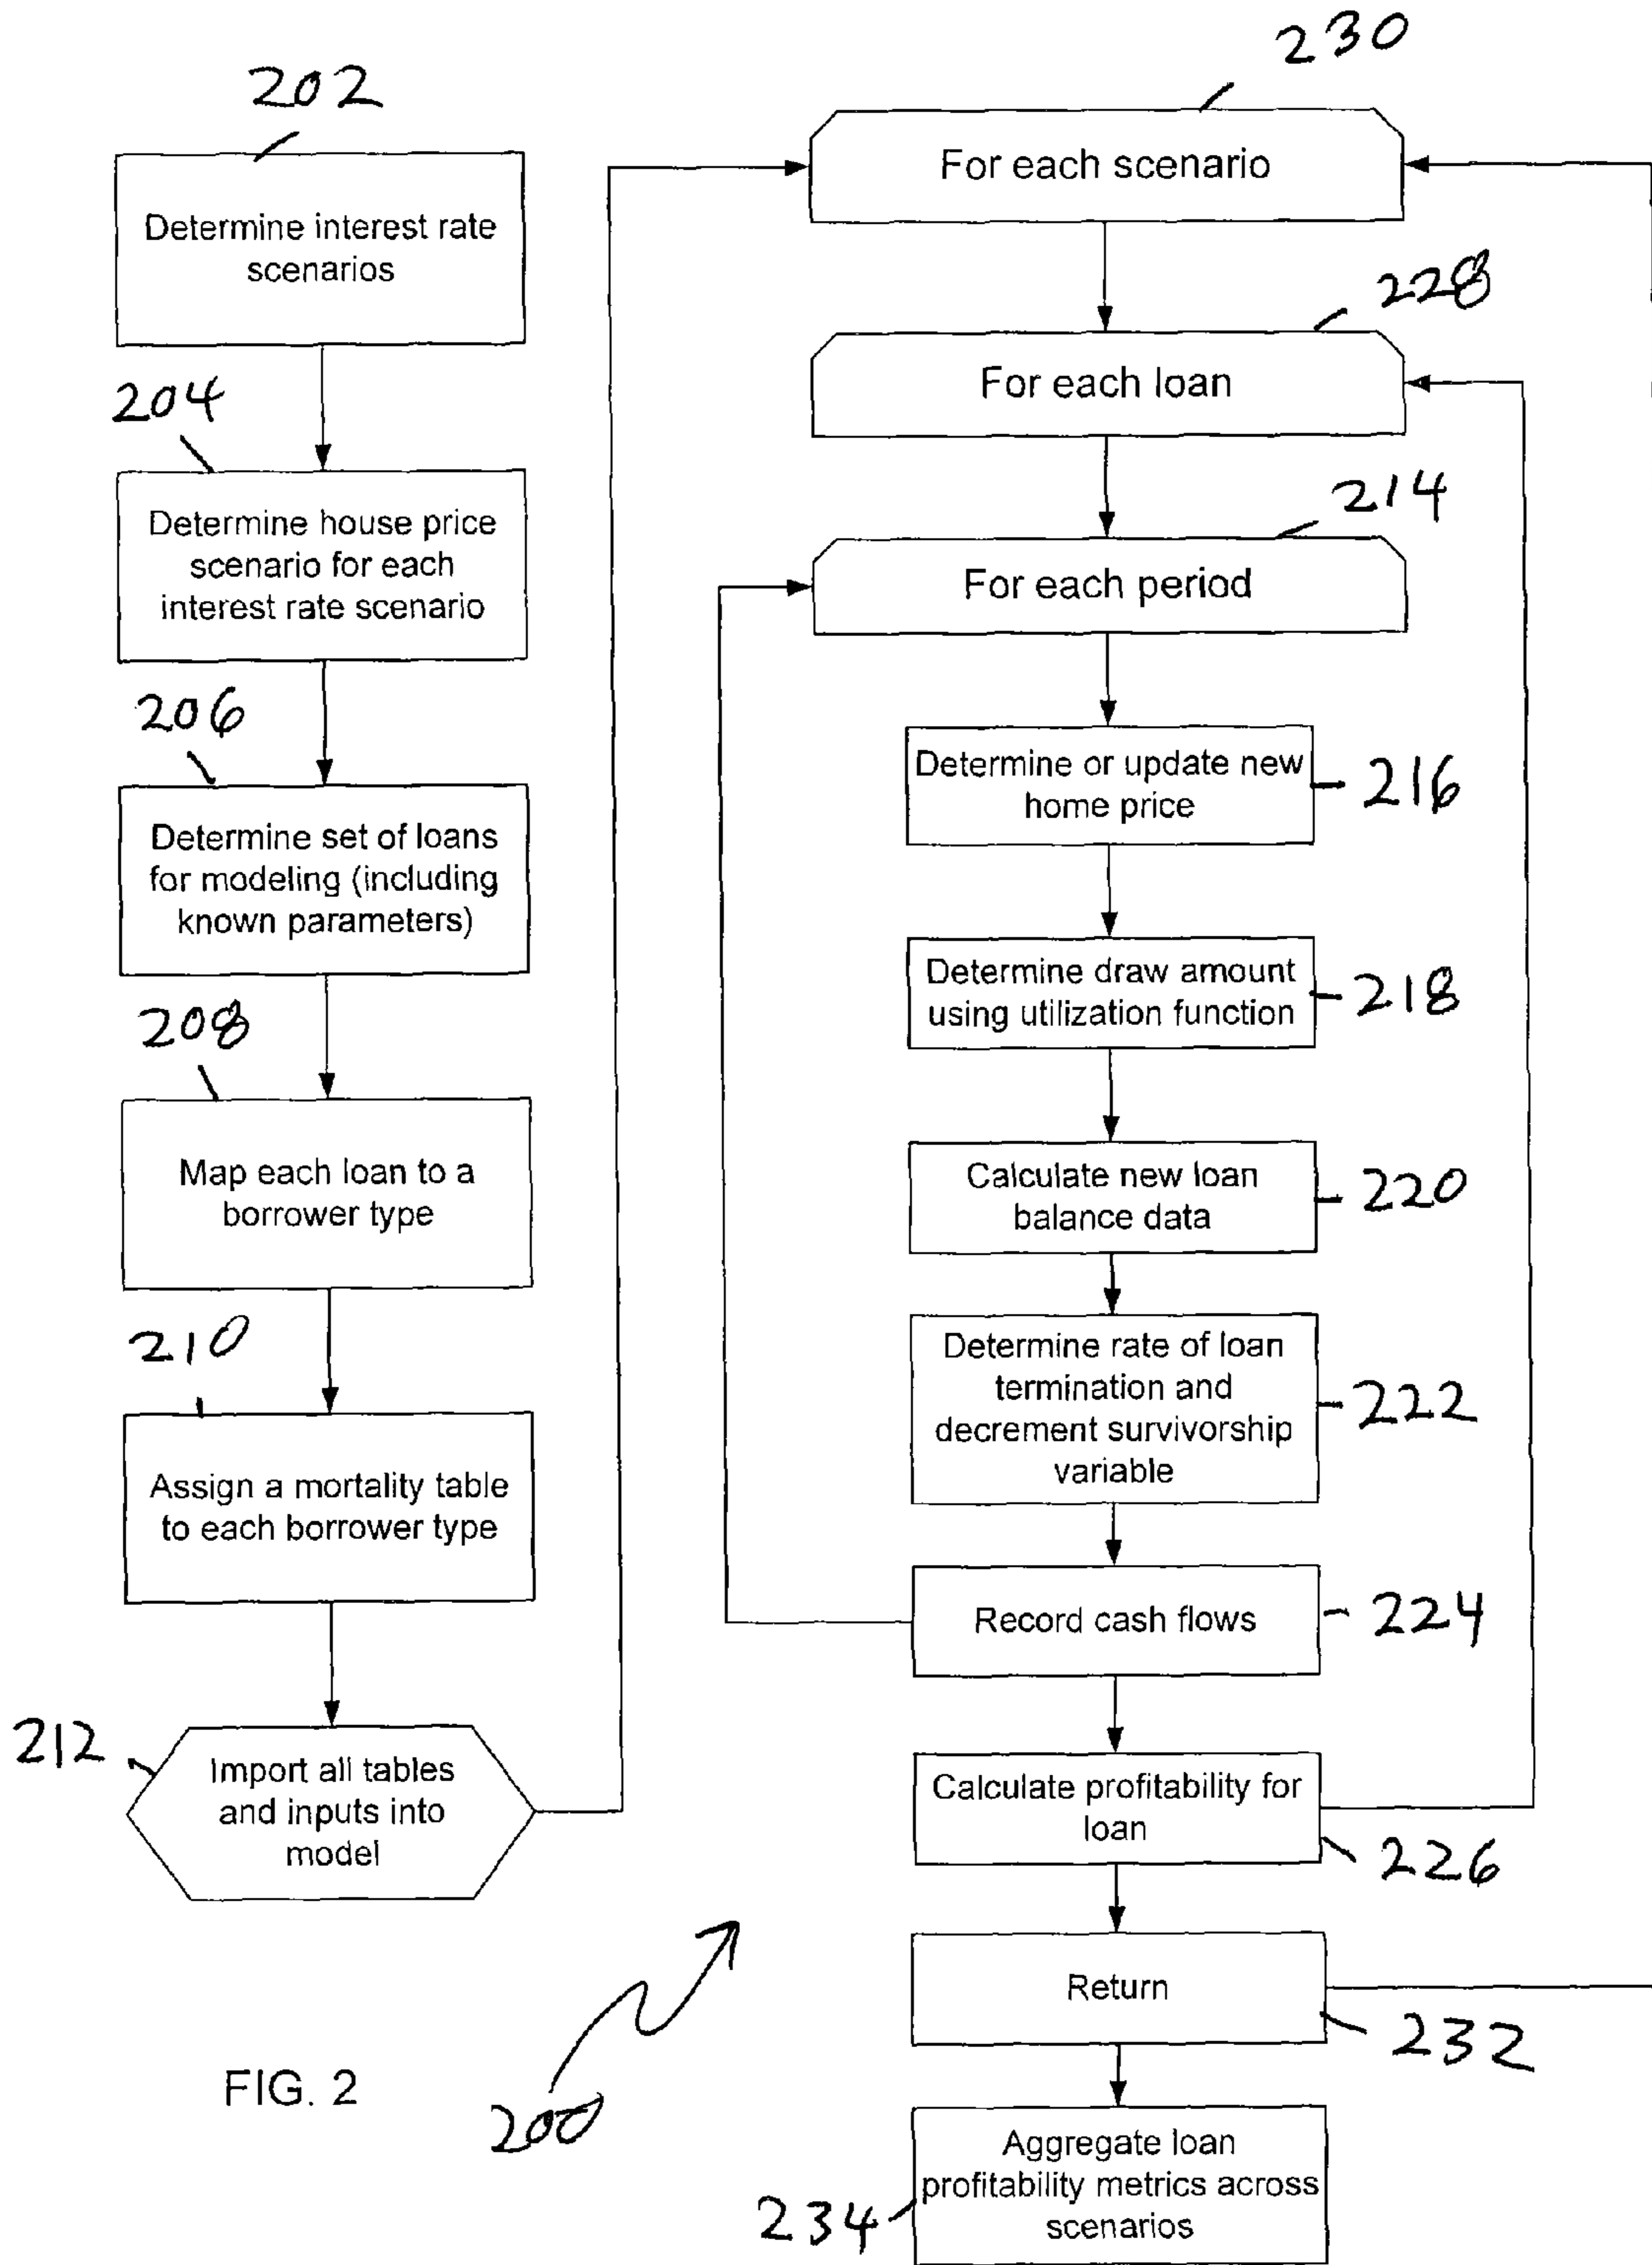 202
Determine interest rate
scenarios
204
Determine house price
scenario for each
interest rate scenario
206
Determine set of loans
for modeling (including
known parameters)
208
Map each loan to a
borrower type
210
Assign a mortality table
to each borrower type
212
Import all tables
and inputs into
model
230
For each scenario
228
For each loan
214
For each period
Determine or update new
home price
216
Determine draw amount
using utilization function
218
Calculate new loan
balance data
220
Determine rate of loan
termination and
decrement survivorship
variable
222
Record cash flows
224
Calculate profitability for
loan
226
Return
232
Aggregate loan
profitability metrics across
scenarios
234
FIG. 2
200